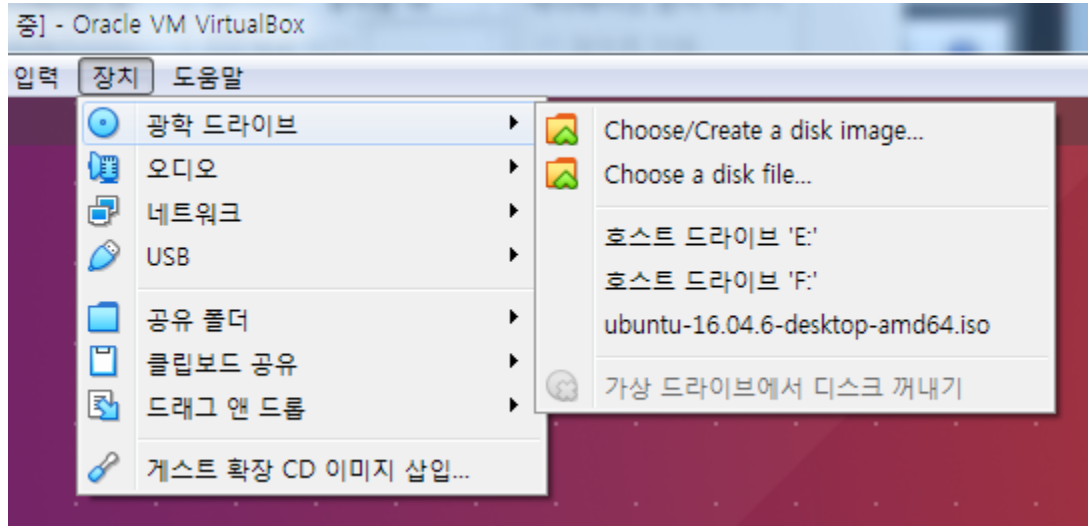 중] - Oracle VM VirtualBox
입력 장치 도움말
광학 드라이브
오디오
네트워크
USB
공유 폴더
클립보드 공유
드래그 앤 드롭
게스트 확장 CD 이미지 삽입...
Choose/Create a disk image...
Choose a disk file...
호스트 드라이브 'E:'
호스트 드라이브 'F:'
ubuntu-16.04.6-desktop-amd64.iso
가상 드라이브에서 디스크 꺼내기